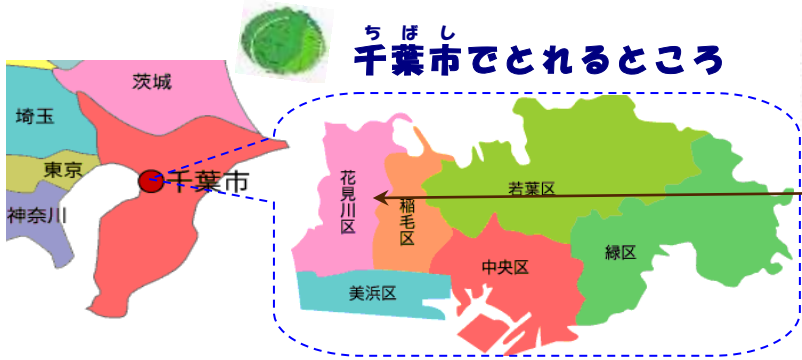 ちばし
千葉市でとれるところ
茨城
埼玉
東京
千葉市
神奈川
花見川区
稲毛区
若葉区
緑区
中央区
美浜区